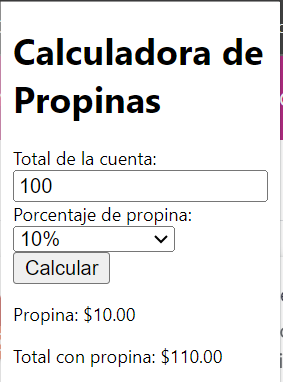 Calculadora de
Propinas
Total de la cuenta:
100
Porcentaje de propina:
10%
Calcular
Propina: $10.00
Total con propina: $110.00